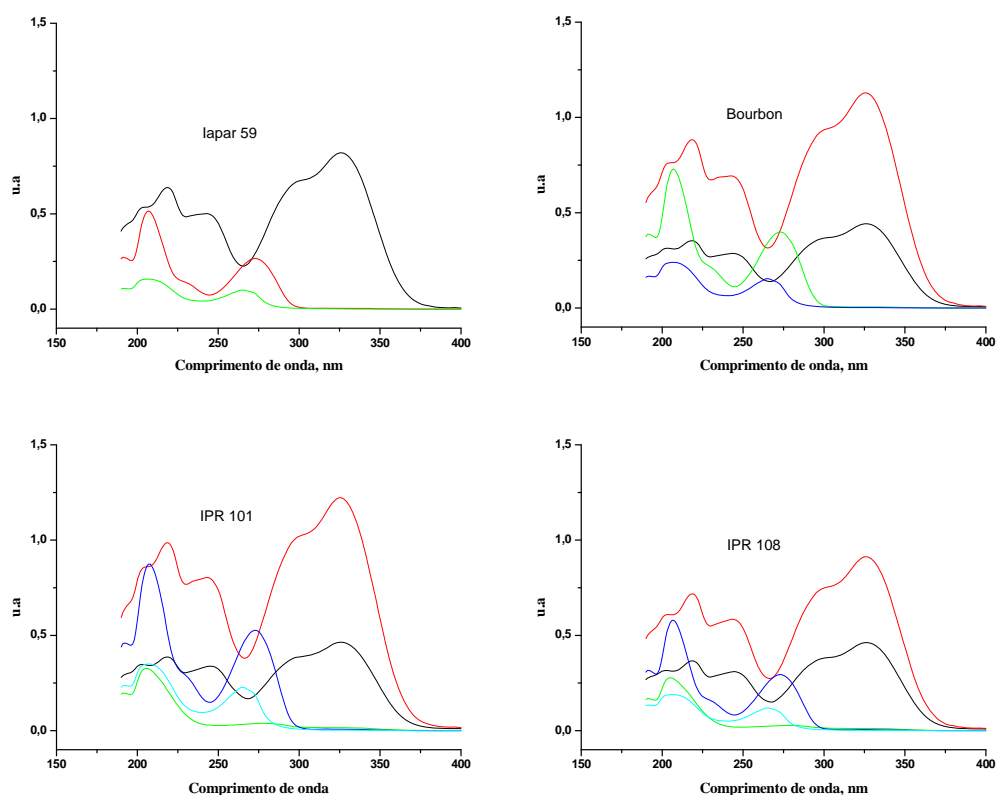 1,5
1,0
0,5
0,0
u.a
Iapar 59
150 200 250 300 350 400
Comprimento de onda, nm
1,5
1,0
0,5
0,0
u.a
Bourbon
150 200 250 300 350 400
Comprimento de onda, nm
1,5
1,0
0,5
0,0
u.a
IPR 101
150 200 250 300 350 400
Comprimento de onda
1,5
1,0
0,5
0,0
u.a
IPR 108
150 200 250 300 350 400
Comprimento de onda, nm